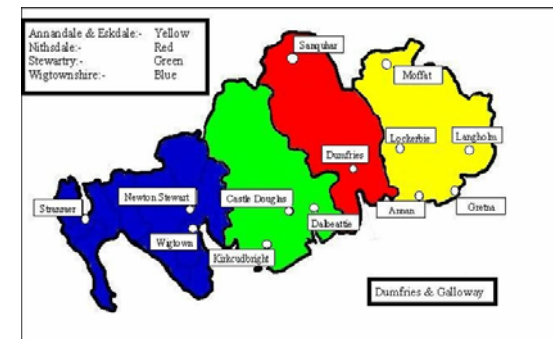 Annandale & Eskdale:- Yellow
Nithsdale:- Red
Stewartry:- Green
Wigtownshire:- Blue
Sanquhar
Moffat
Lockerbie
Langholm
Dumfries
Newton Stewart
Castle Douglas
Annan
Gretna
Stranraer
Dalbeattie
Wigtown
Kirkcudbright
Dumfries & Galloway